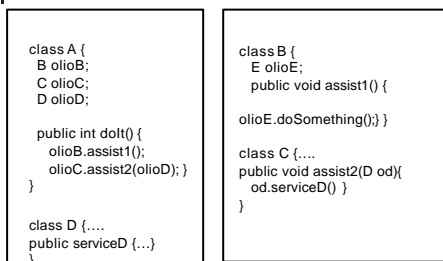 class A {
B olioB;
C olioC;
D olioD;
public int doIt() {
olioB.assist1();
olioC.assist2(olioD); }
}
class D {....
public serviceD {...}
}
class B {
E olioE;
public void assist1() {
olioE.doSomething();} }
class C {....
public void assist2(D od){
od.serviceD() }
}